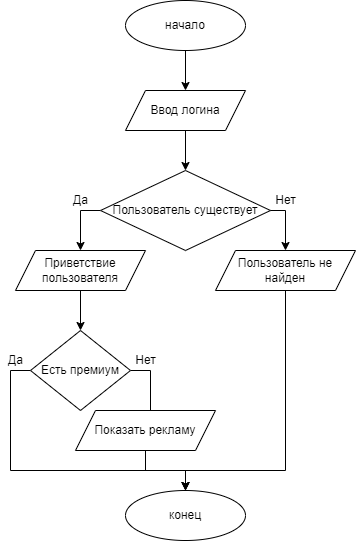 начало
Ввод логина
Да
Нет
Пользователь существует
Приветствие
пользователя
Пользователь не
найден
Да
Нет
Есть премиум
Показать рекламу
конец